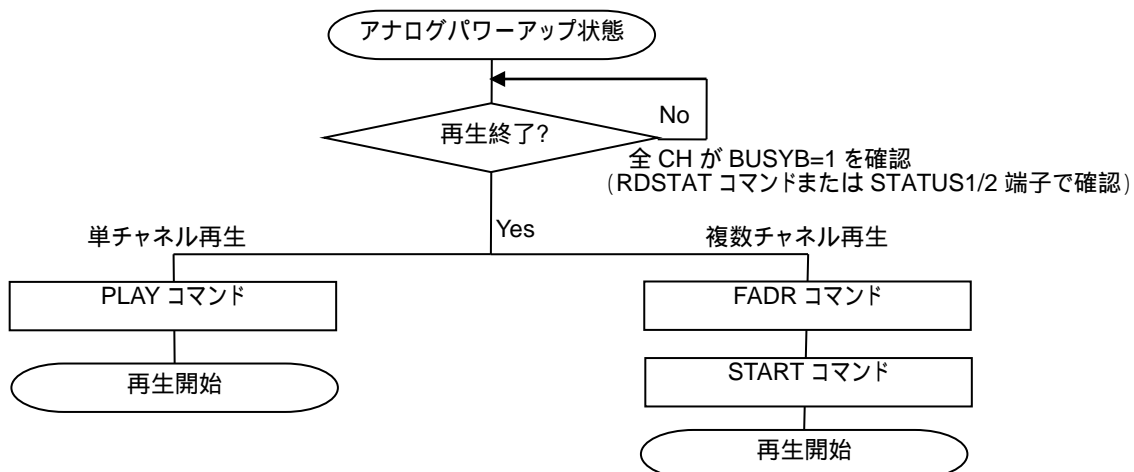 アナログパワーアップ状態
No
再生終了?
全 CH が BUSYB=1 を確認
(RDSTAT コマンドまたは STATUS1/2 端子で確認)
Yes
単チャネル再生
複数チャネル再生
PLAY コマンド
FADR コマンド
再生開始
START コマンド
再生開始